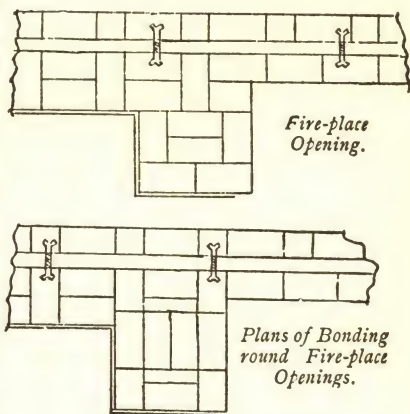 Fire-place
Opening.
Plans of Bonding
round Fire-place
Openings.